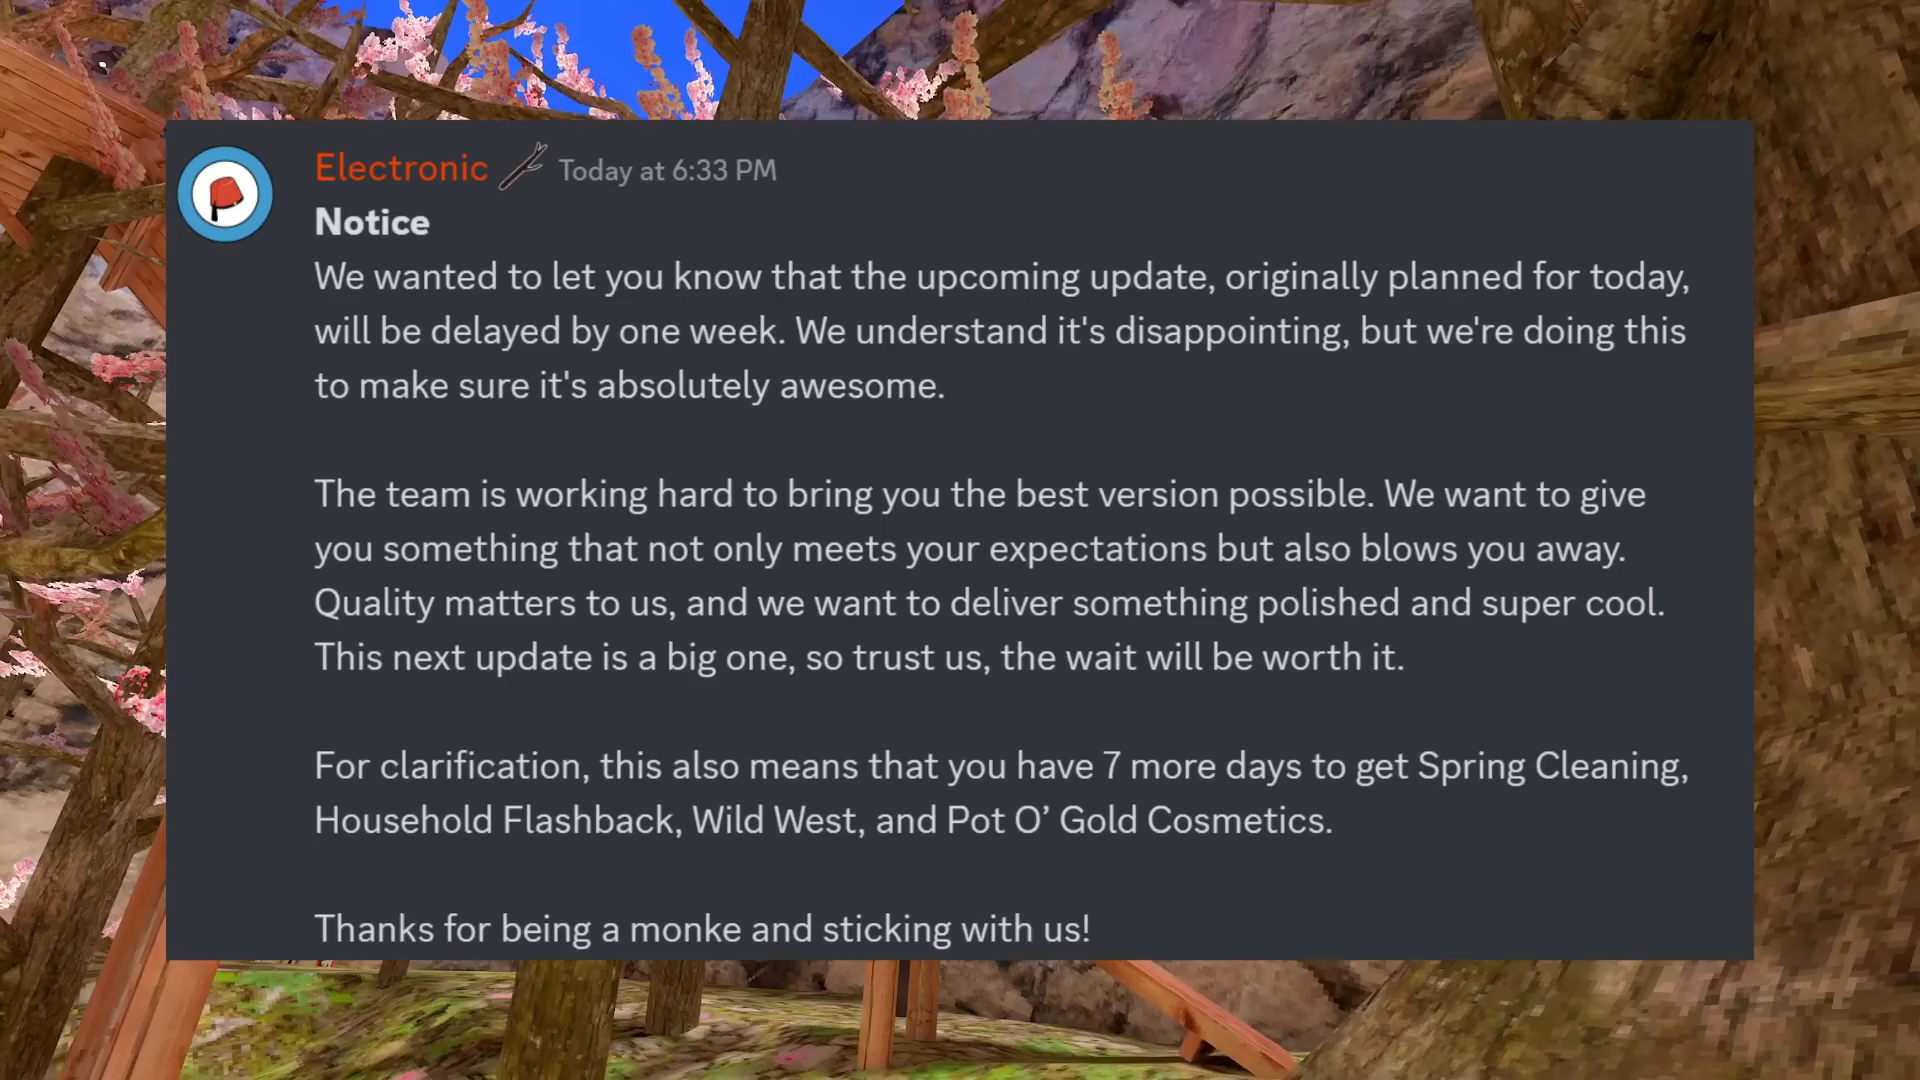 Electronic Today at 6:33 PM
Notice
We wanted to let you know that the upcoming update, originally planned for today,
will be delayed by one week. We understand it's disappointing, but we're doing this
to make sure it's absolutely awesome.
The team is working hard to bring you the best version possible. We want to give
you something that not only meets your expectations but also blows you away.
Quality matters to us, and we want to deliver something polished and super cool.
This next update is a big one, so trust us, the wait will be worth it.
For clarification, this also means that you have 7 more days to get Spring Cleaning,
Household Flashback, Wild West, and Pot O’ Gold Cosmetics.
Thanks for being a monke and sticking with us!